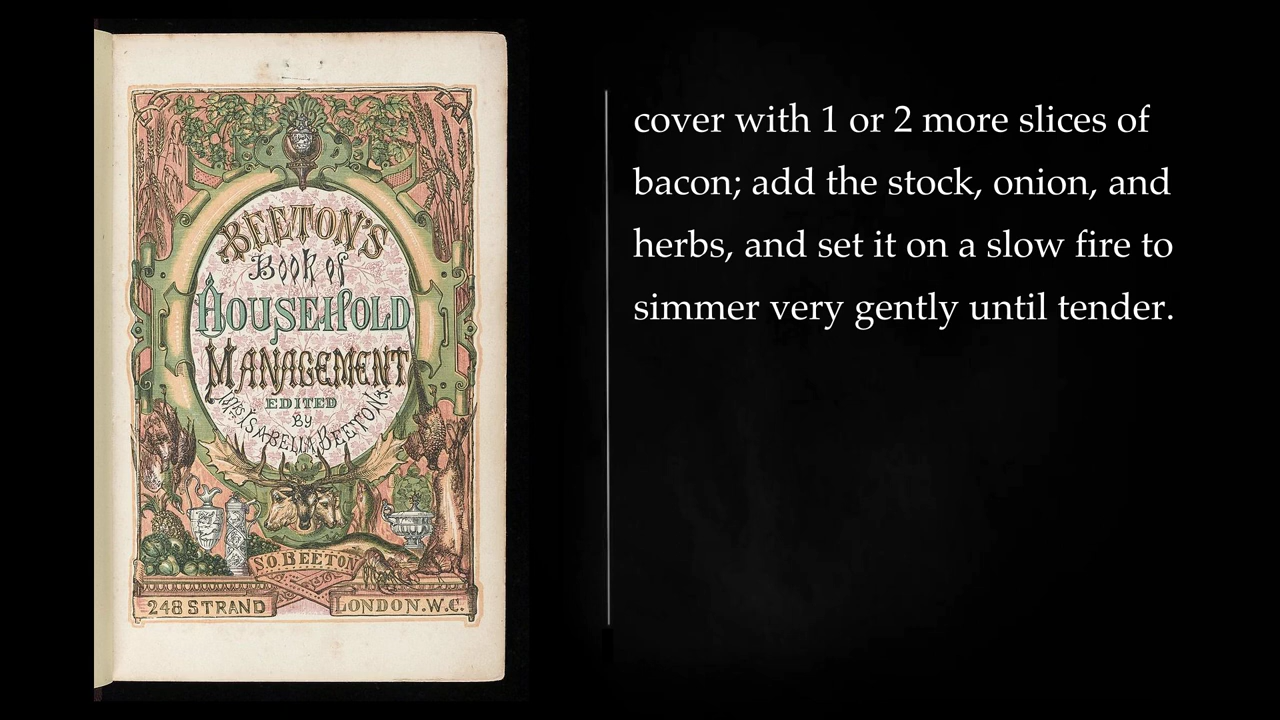 BEETON'S
Book of
HOUSEHOLD
MANAGEMENT
EDITED
BY
MRS ISABELLA BEETON
S.O. BEETON
248 STRAND
LONDON. W.C.
cover with 1 or 2 more slices of
bacon; add the stock, onion, and
herbs, and set it on a slow fire to
simmer very gently until tender.